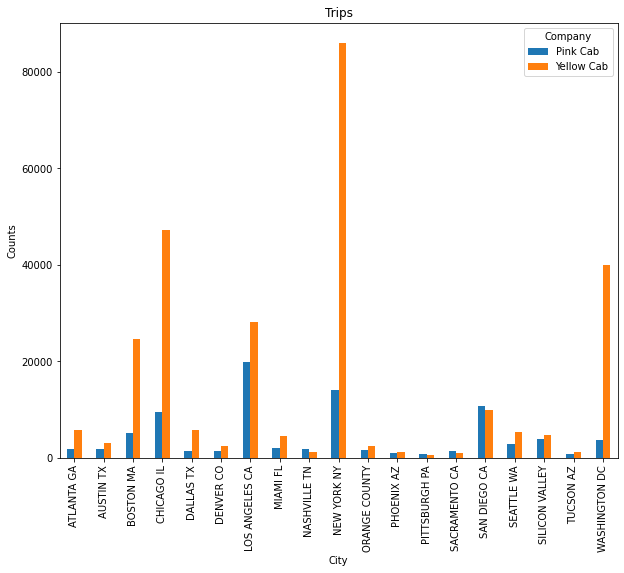 Trips
Company
Pink Cab
Yellow Cab
80000
60000
40000
20000
0
Counts
ATLANTA GA
AUSTIN TX
BOSTON MA
CHICAGO IL
DALLAS TX
DENVER CO
LOS ANGELES CA
MIAMI FL
NASHVILLE TN
NEW YORK NY
ORANGE COUNTY
PHOENIX AZ
PITTSBURGH PA
SACRAMENTO CA
SAN DIEGO CA
SEATTLE WA
SILICON VALLEY
TUCSON AZ
WASHINGTON DC
City